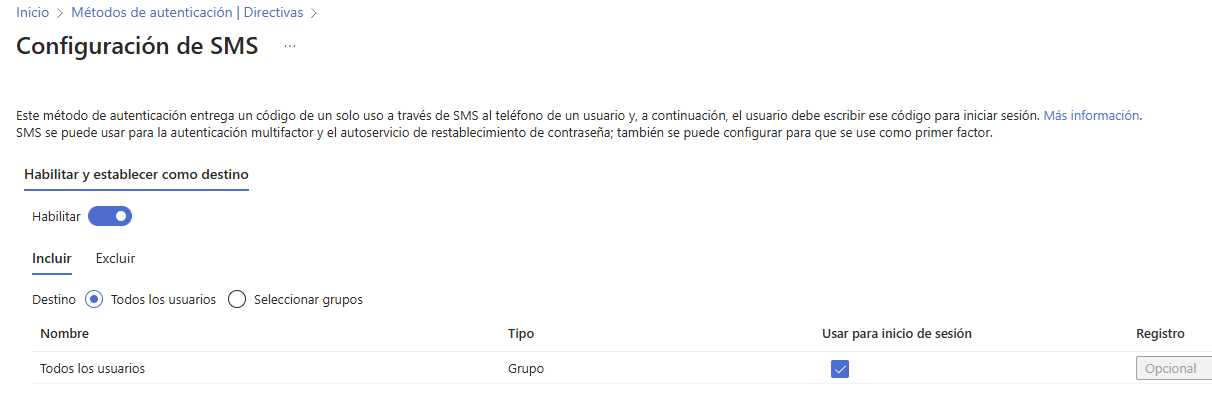 Inicio > Métodos de autenticación | Directivas >
Configuración de SMS ...
Este método de autenticación entrega un código de un solo uso a través de SMS al teléfono de un usuario y, a continuación, el usuario debe escribir ese código para iniciar sesión. Más información.
SMS se puede usar para la autenticación multifactor y el autoservicio de restablecimiento de contraseña; también se puede configurar para que se use como primer factor.
Habilitar y establecer como destino
Habilitar
Incluir Excluir
Destino Todos los usuarios Seleccionar grupos
Nombre Tipo Usar para inicio de sesión Registro
Todos los usuarios Grupo Opcional